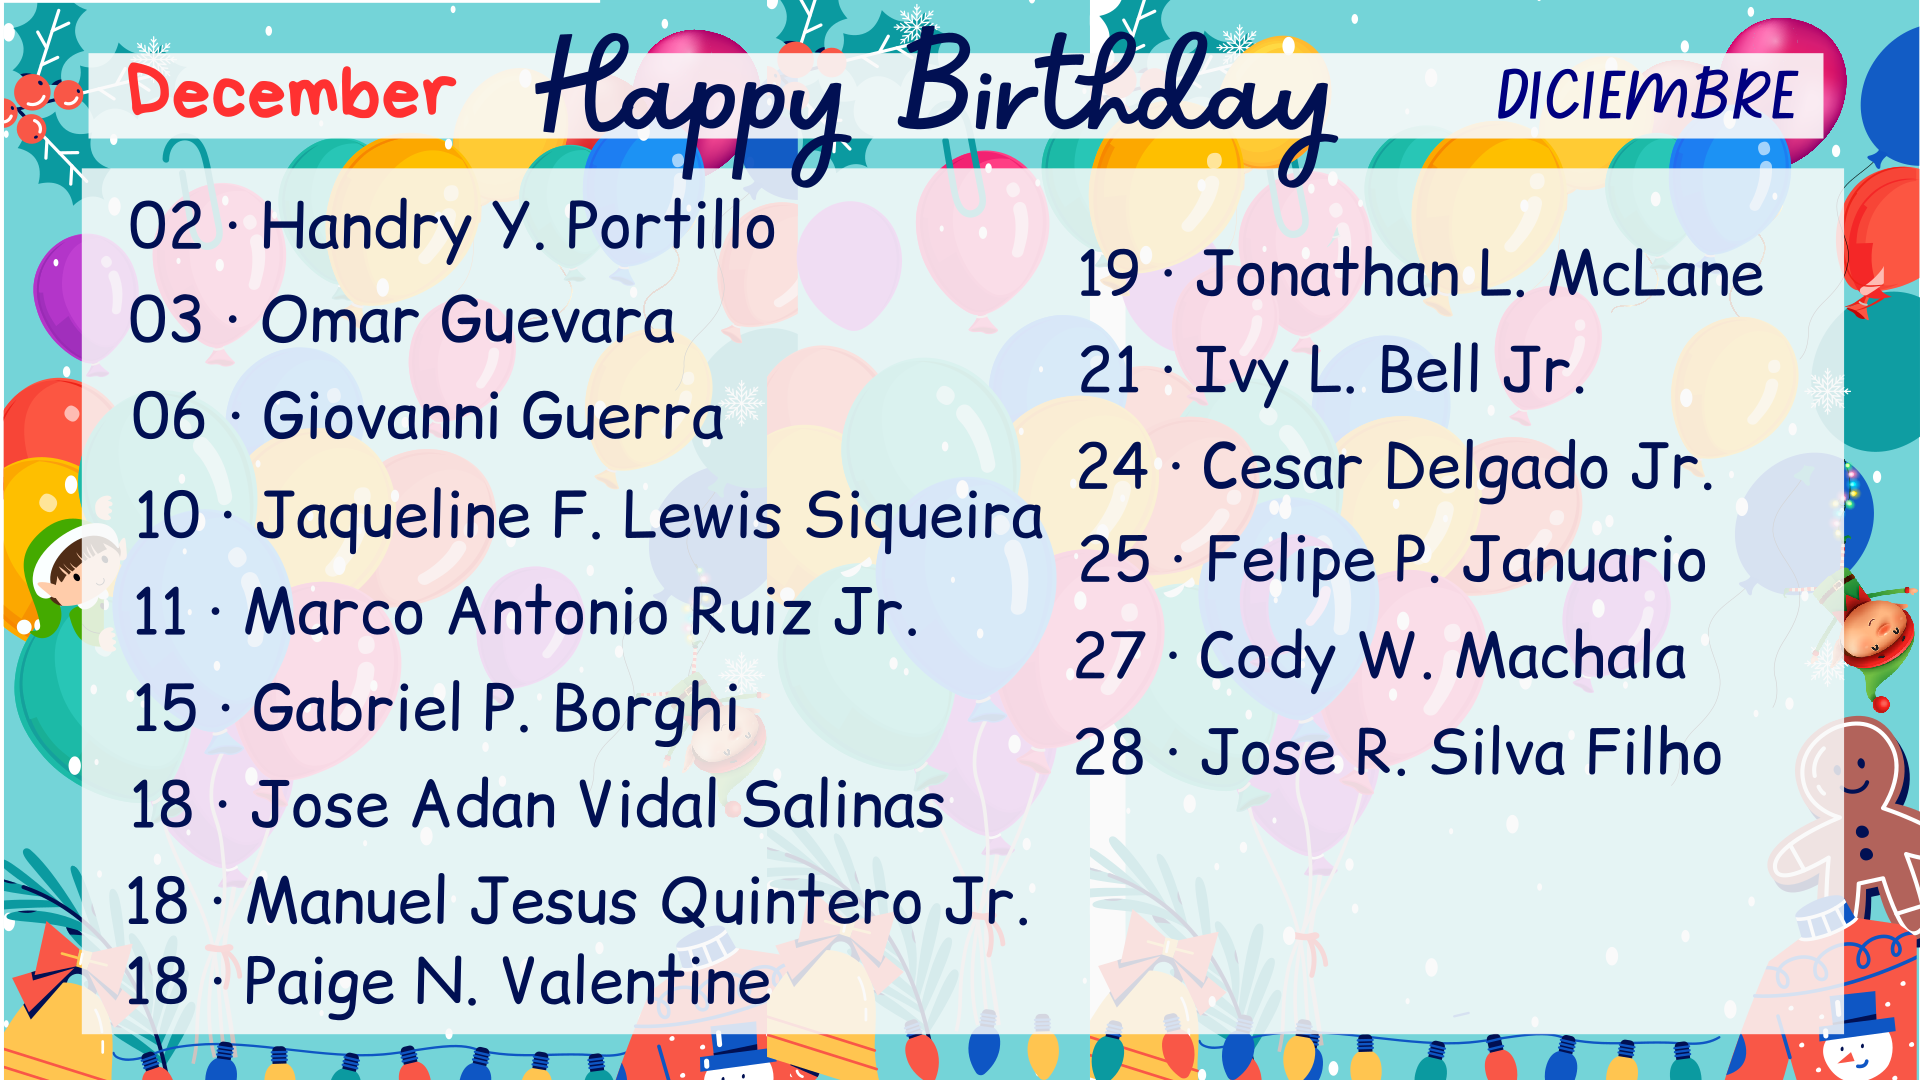 December
Happy Birthday
DICIEMBRE
02 · Handry Y. Portillo
03 · Omar Guevara
06 · Giovanni Guerra
10 · Jaqueline F. Lewis Siqueira
11 · Marco Antonio Ruiz Jr.
15 · Gabriel P. Borghi
18 · Jose Adan Vidal Salinas
18 · Manuel Jesus Quintero Jr.
18 · Paige N. Valentine
19 · Jonathan L. McLane
21 · Ivy L. Bell Jr.
24 · Cesar Delgado Jr.
25 · Felipe P. Januario
27 · Cody W. Machala
28 · Jose R. Silva Filho